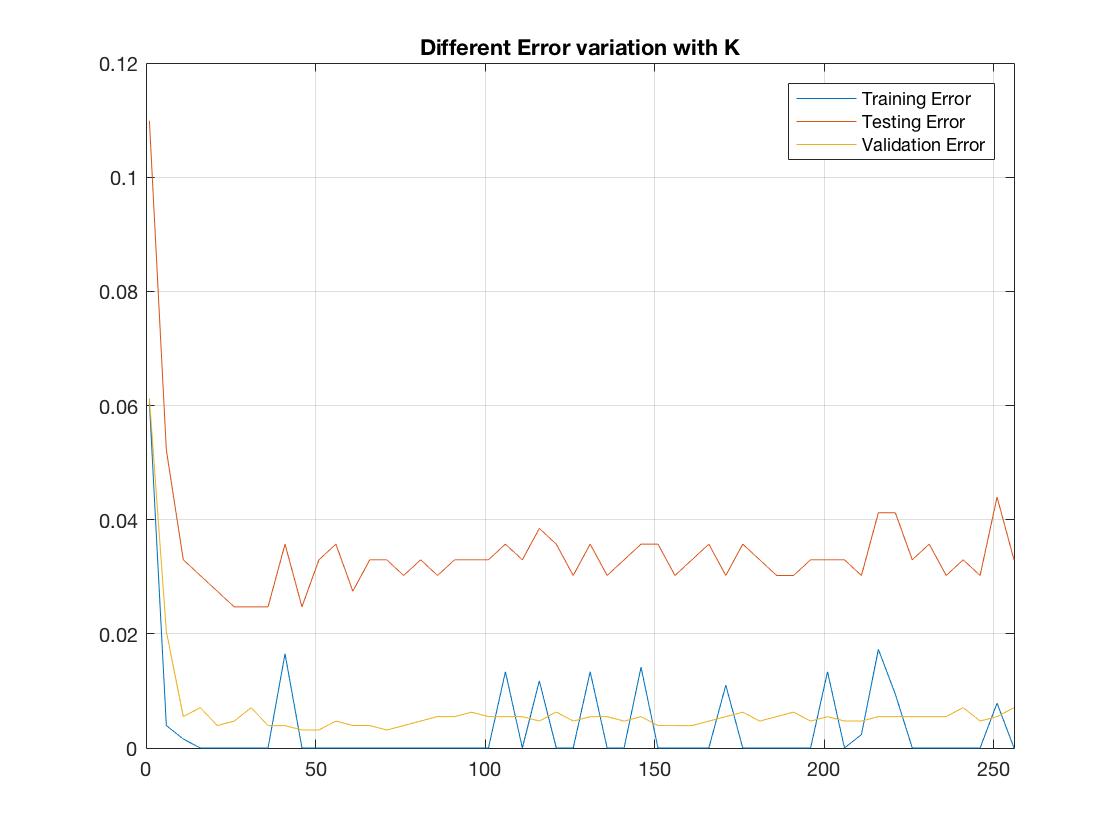 Different Error variation with K
0.12
0.1
0.08
0.06
0.04
0.02
0
Training Error
Testing Error
Validation Error
0 50 100 150 200 250